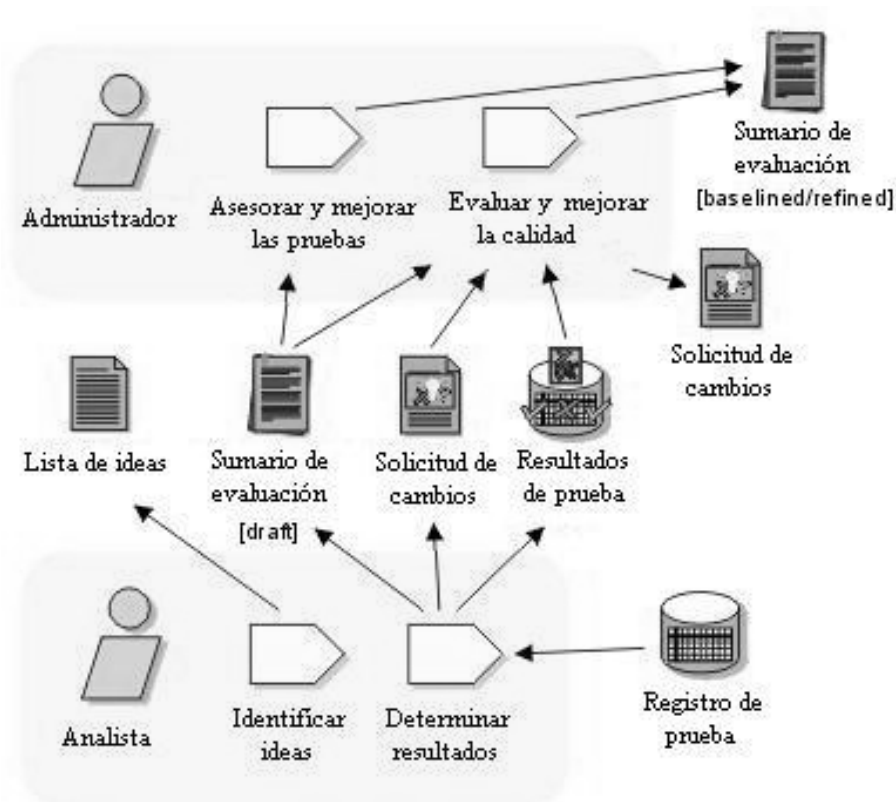 Sumario de
evaluación
[baselined/refined]
Administrador
Asesorar y mejorar
las pruebas
Evaluar y mejorar
la calidad
Solicitud de
cambios
Lista de ideas
Sumario de
evaluación
[draft]
Solicitud de
cambios
Resultados
de prueba
Analista
Identificar
ideas
Determinar
resultados
Registro de
prueba